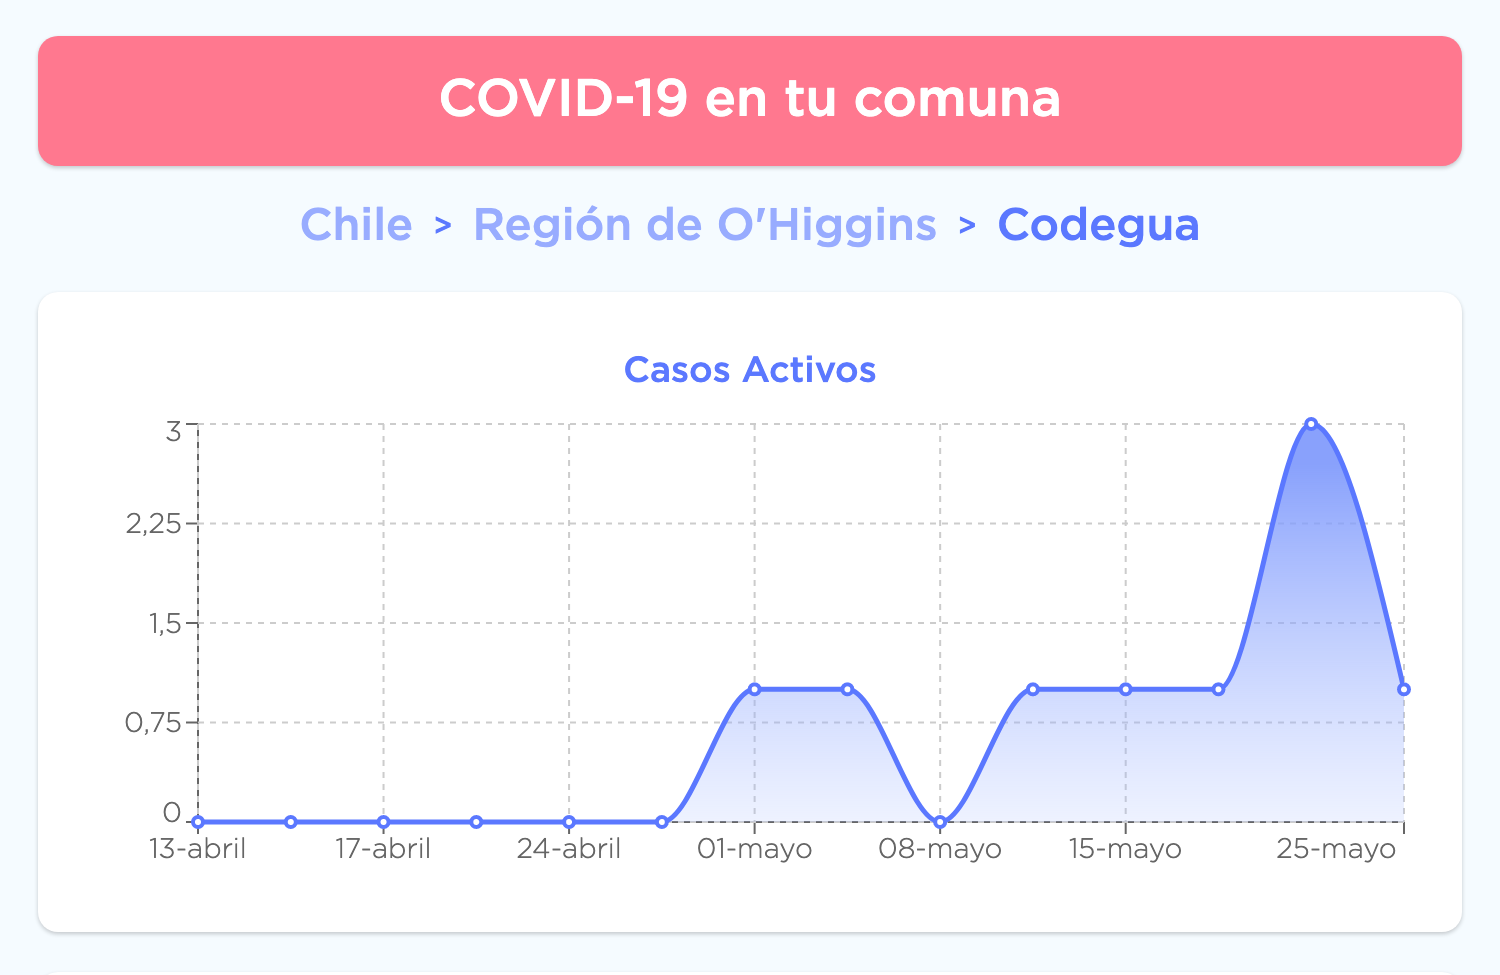 COVID-19 en tu comuna
Chile > Región de O'Higgins > Codegua
Casos Activos
3
2,25
1,5
0,75
0
13-abril 17-abril 24-abril 01-mayo 08-mayo 15-mayo 25-mayo